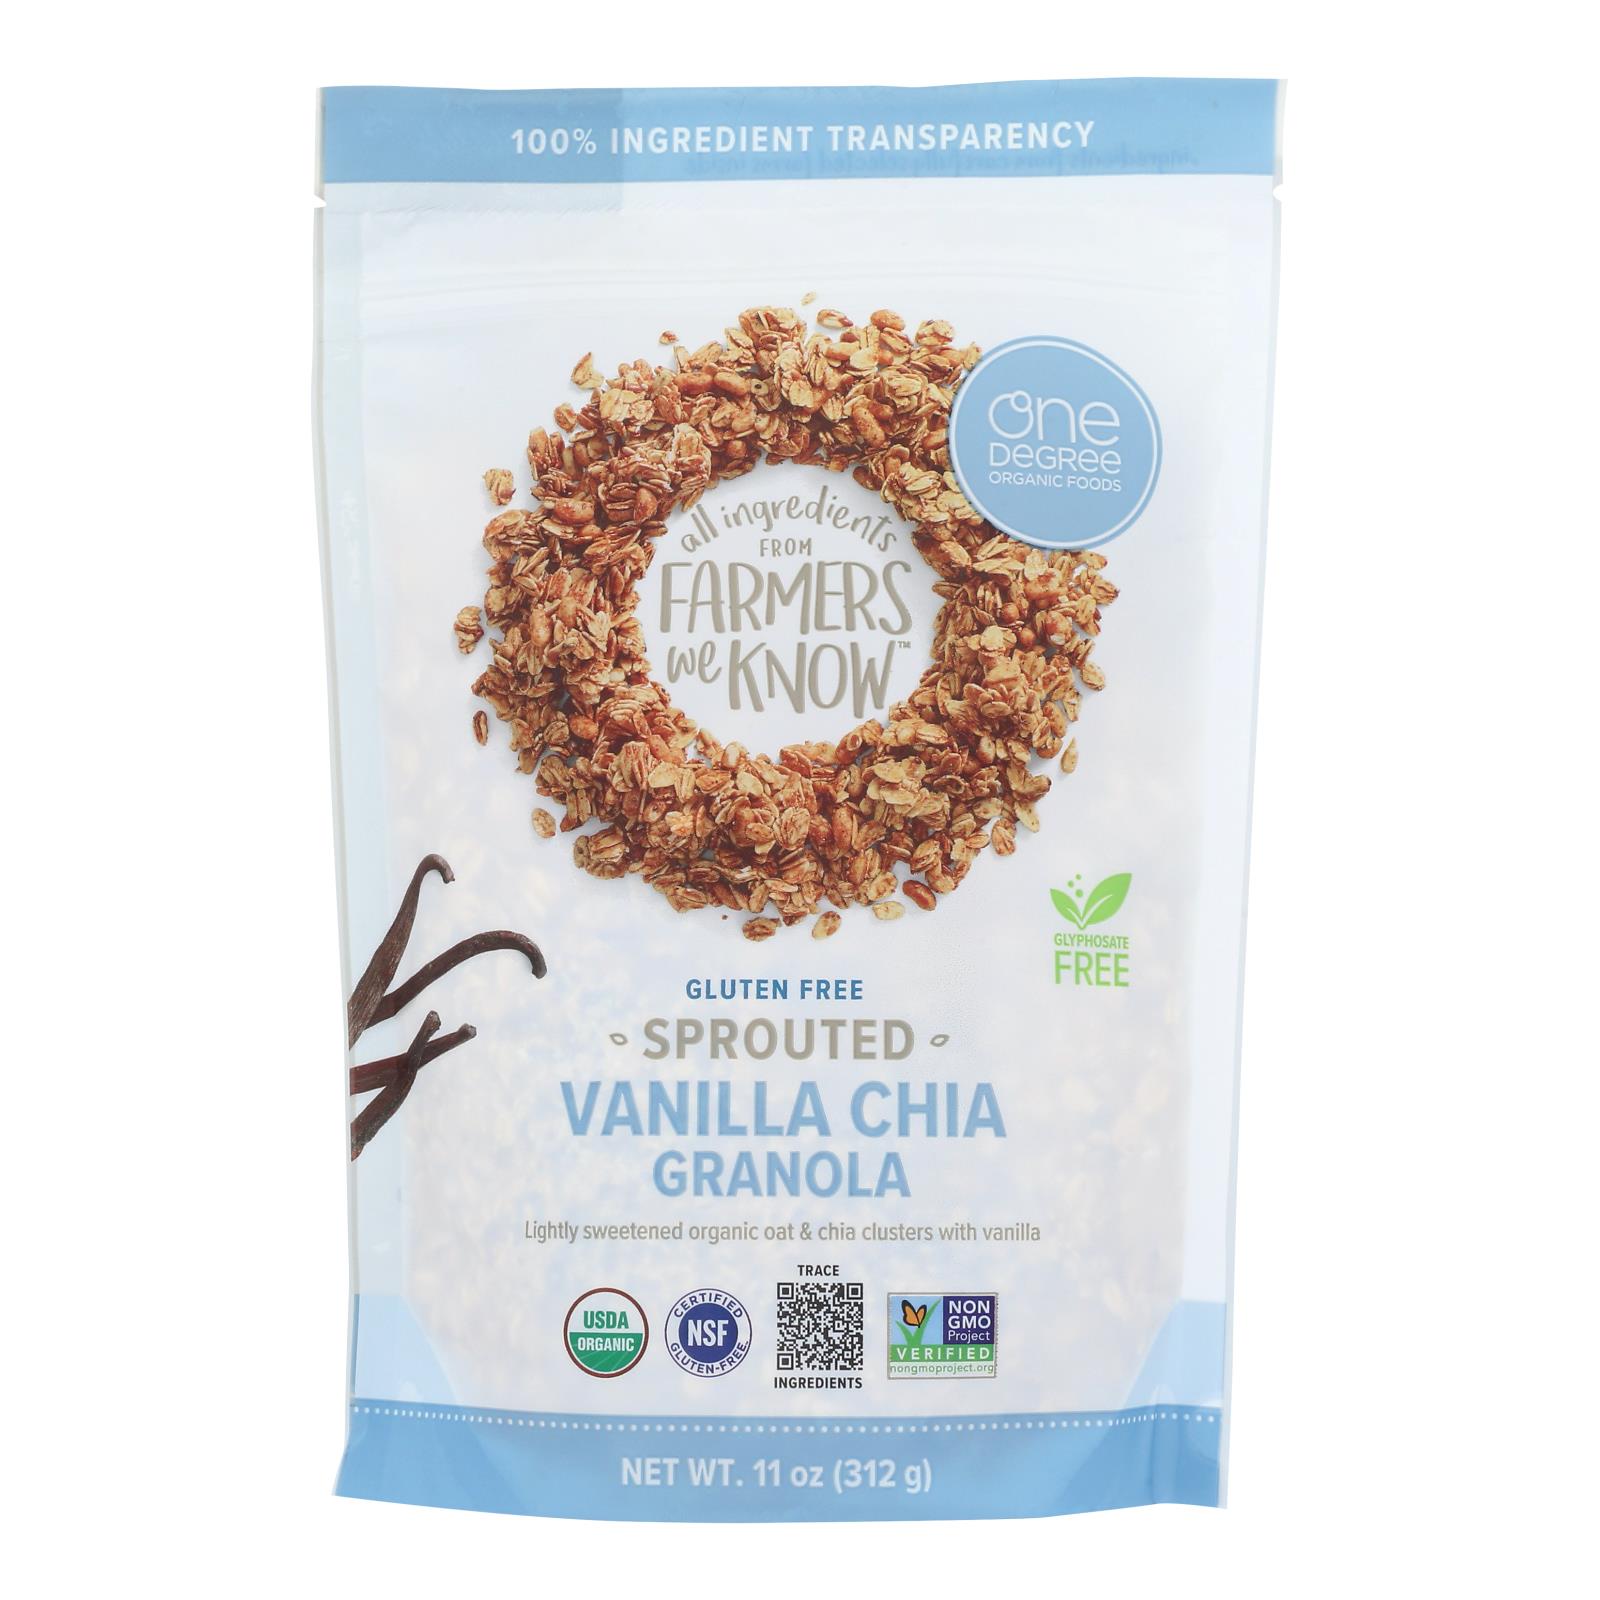 100% INGREDIENT TRANSPARENCY
One
DEGREE
ORGANIC FOODS
all ingredients
FROM
FARMERS
we KNOW™
GLYPHOSATE
FREE
GLUTEN FREE
SPROUTED
VANILLA CHIA
GRANOLA
Lightly sweetened organic oat & chia clusters with vanilla
USDA
ORGANIC
CERTIFIED
NSF
GLUTEN-FREE
TRACE
INGREDIENTS
NON
GMO
Project
VERIFIED
nongmoproject.org
NET WT. 11 oz (312 g)